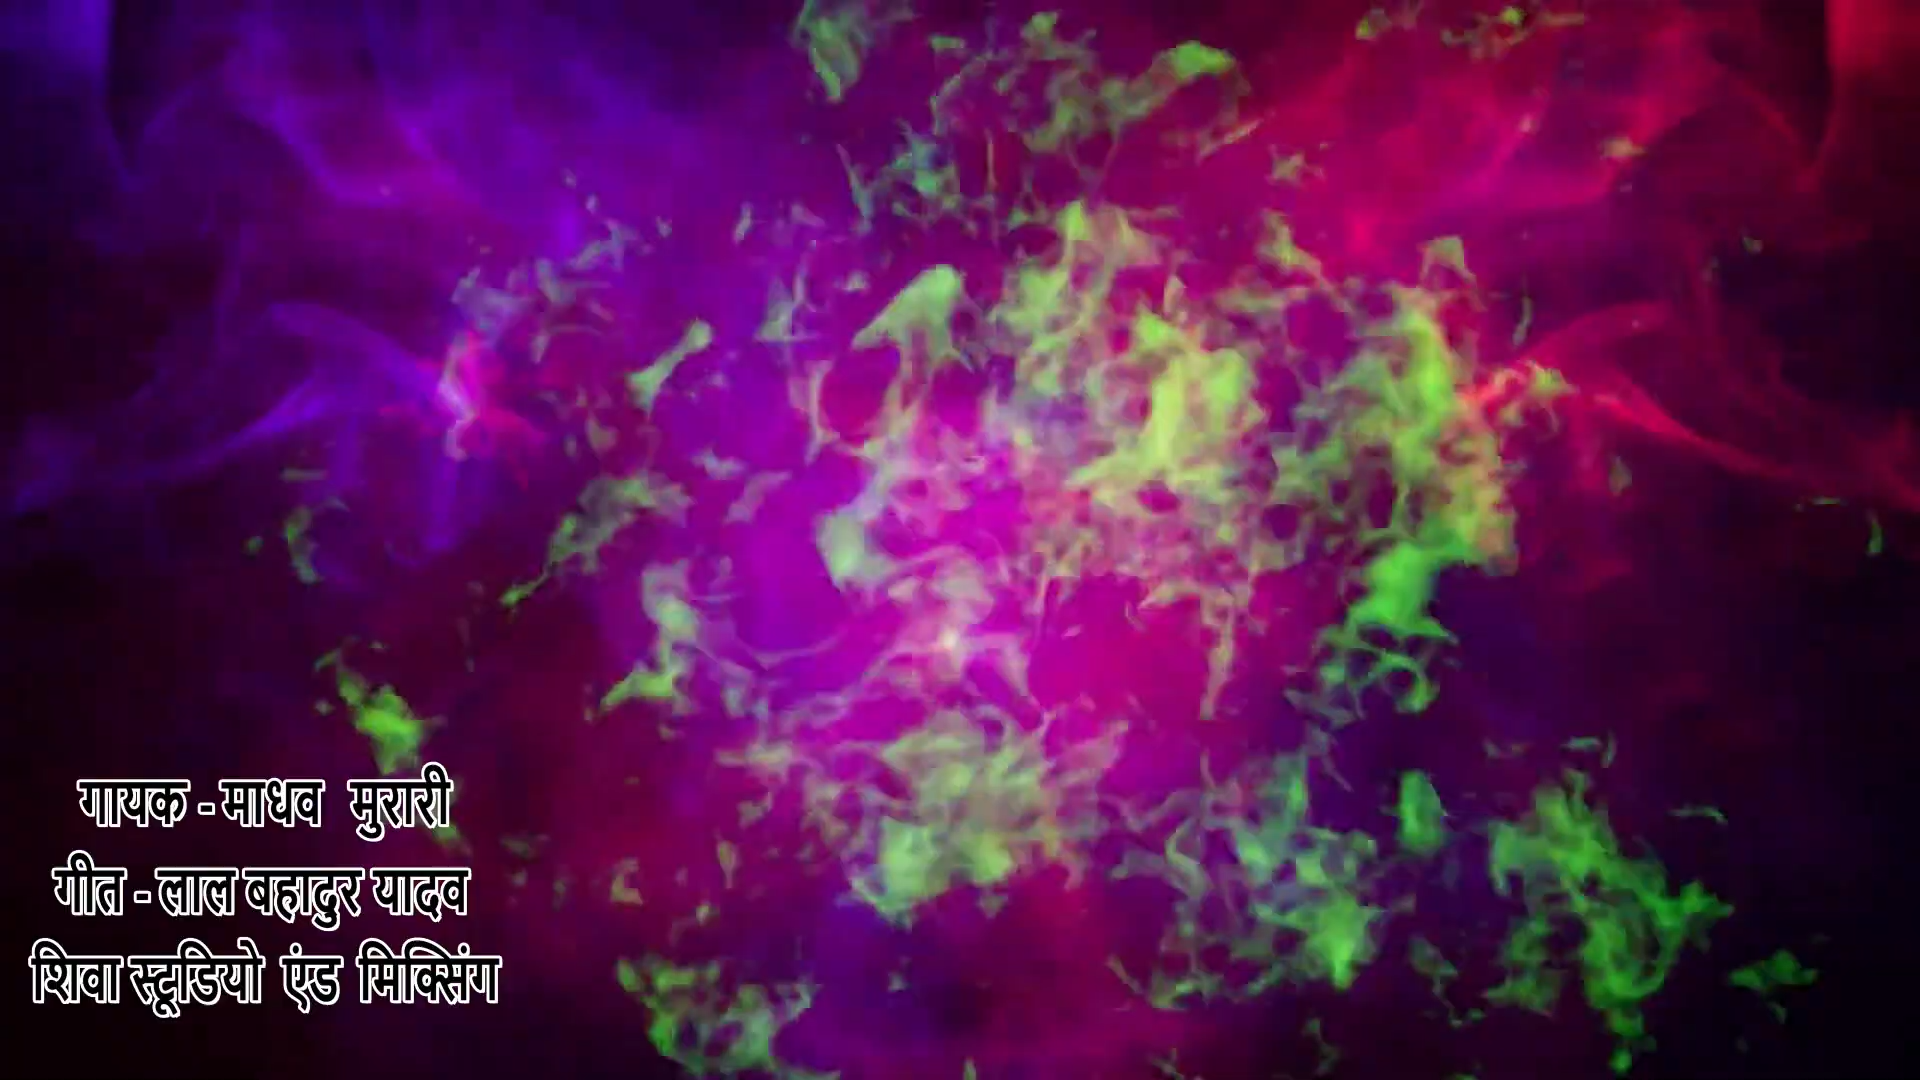 गायक - माधव मुरारी
गीत - लाल बहादुर यादव
शिवा स्टूडियो एंड मिक्सिंग